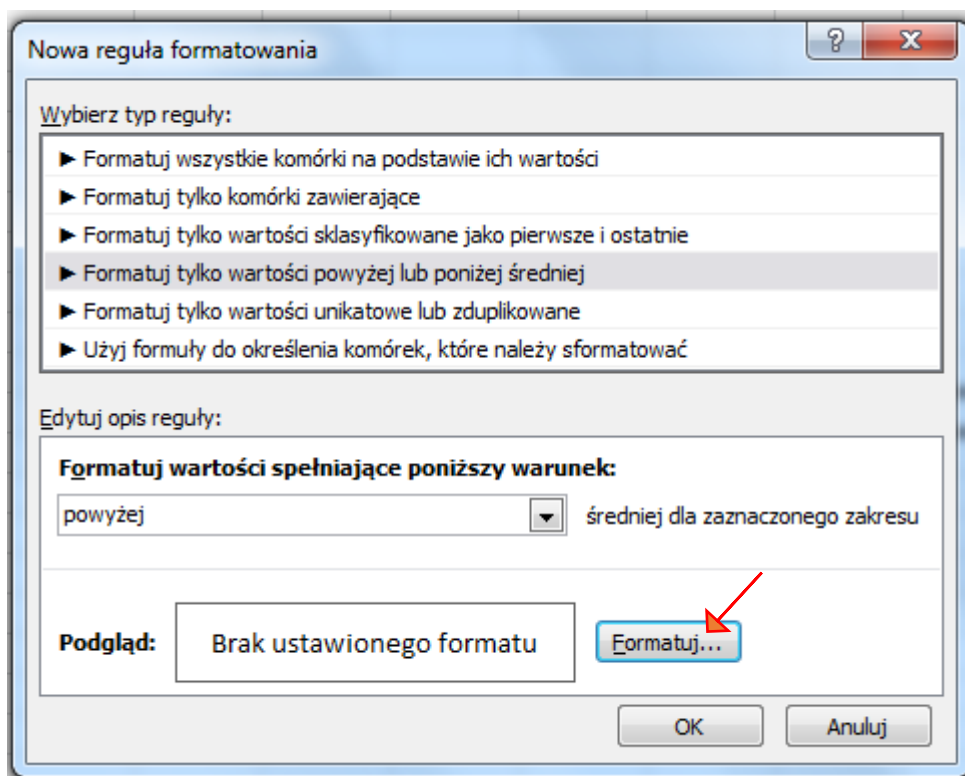 Nowa reguła formatowania
Wybierz typ reguły:
► Formatuj wszystkie komórki na podstawie ich wartości
► Formatuj tylko komórki zawierające
► Formatuj tylko wartości sklasyfikowane jako pierwsze i ostatnie
► Formatuj tylko wartości powyżej lub poniżej średniej
► Formatuj tylko wartości unikatowe lub zduplikowane
► Użyj formuły do określenia komórek, które należy sformatować
Edytuj opis reguły:
Formatuj wartości spełniające poniższy warunek:
powyżej średniej dla zaznaczonego zakresu
Podgląd: Brak ustawionego formatu Formatuj...
OK Anuluj